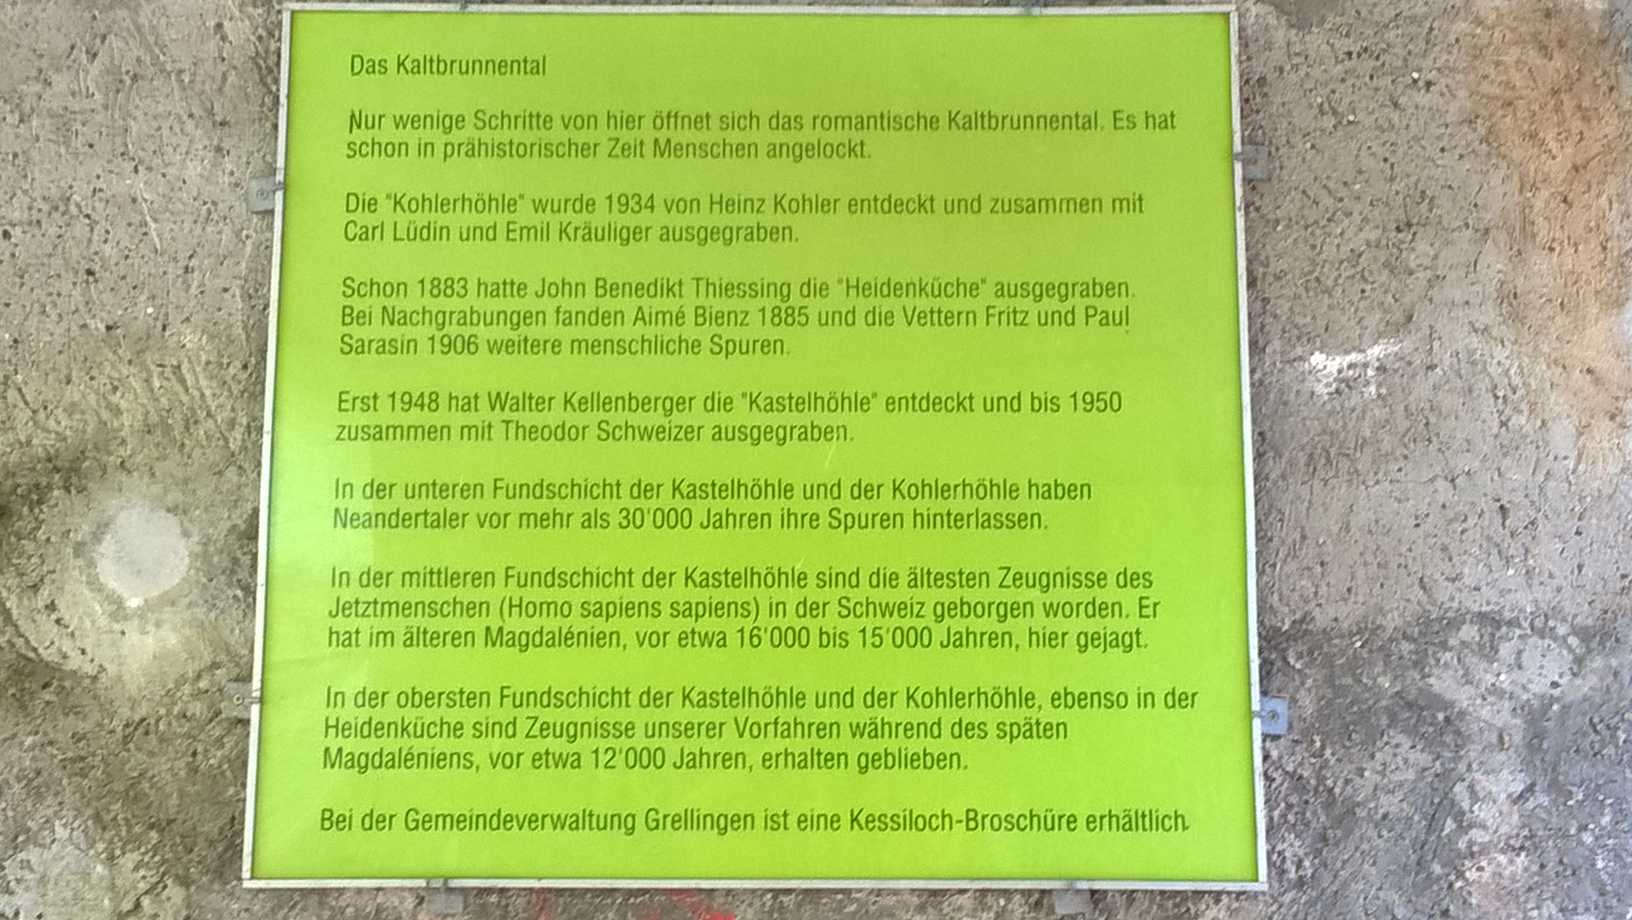 Das Kaltbrunnental
Nur wenige Schritte von hier öffnet sich das romantische Kaltbrunnental. Es hat
schon in prähistorischer Zeit Menschen angelockt.
Die "Kohlerhöhle" wurde 1934 von Heinz Kohler entdeckt und zusammen mit
Carl Lüdin und Emil Kräuliger ausgegraben.
Schon 1883 hatte John Benedikt Thiessing die "Heidenküche" ausgegraben.
Bei Nachgrabungen fanden Aimé Bienz 1885 und die Vettern Fritz und Paul
Sarasin 1906 weitere menschliche Spuren.
Erst 1948 hat Walter Kellenberger die "Kastelhöhle" entdeckt und bis 1950
zusammen mit Theodor Schweizer ausgegraben.
In der unteren Fundschicht der Kastelhöhle und der Kohlerhöhle haben
Neandertaler vor mehr als 30'000 Jahren ihre Spuren hinterlassen.
In der mittleren Fundschicht der Kastelhöhle sind die ältesten Zeugnisse des
Jetztmenschen (Homo sapiens sapiens) in der Schweiz geborgen worden. Er
hat im älteren Magdalénien, vor etwa 16'000 bis 15'000 Jahren, hier gejagt.
In der obersten Fundschicht der Kastelhöhle und der Kohlerhöhle, ebenso in der
Heidenküche sind Zeugnisse unserer Vorfahren während des späten
Magdaléniens, vor etwa 12'000 Jahren, erhalten geblieben.
Bei der Gemeindeverwaltung Grellingen ist eine Kessiloch-Broschüre erhältlich.